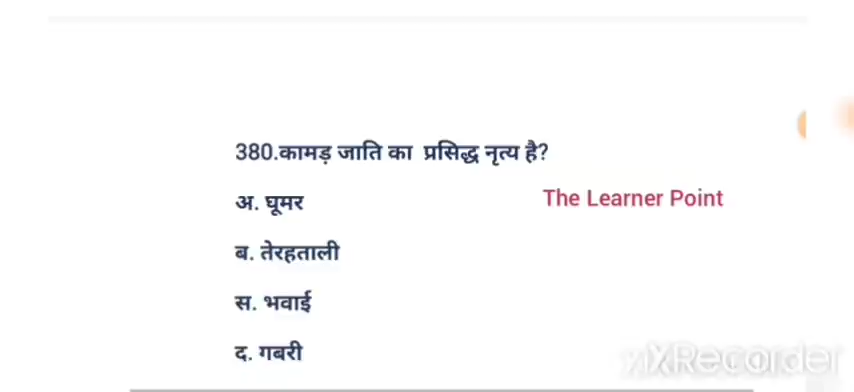 380.कामड़ जाति का प्रसिद्ध नृत्य है?
अ. घूमर
The Learner Point
ब. तेरहताली
स. भवाई
द. गबरी
XRecorder